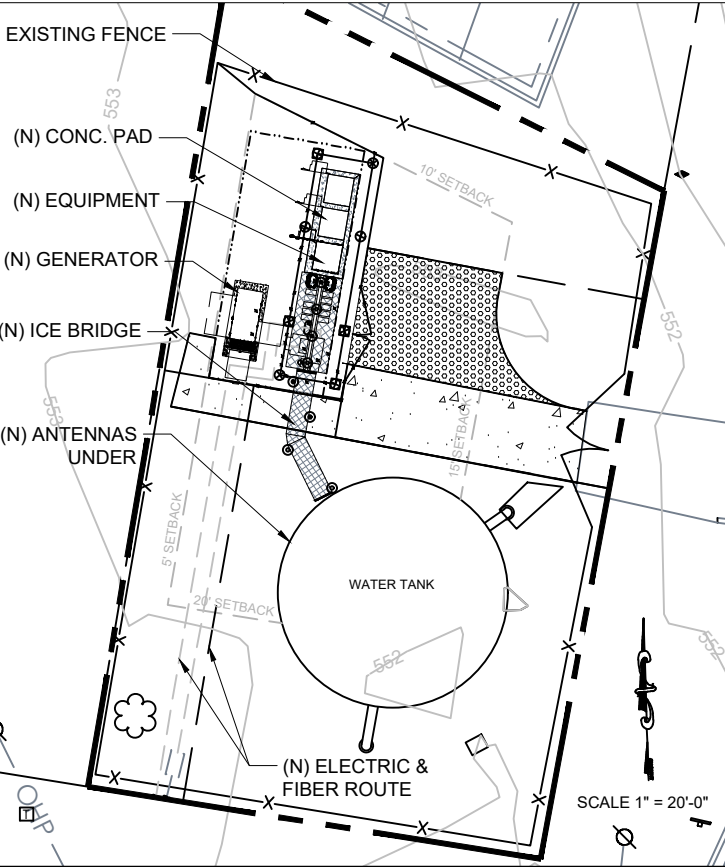 EXISTING FENCE
553
(N) CONC. PAD
10' SETBACK
(N) EQUIPMENT
(N) GENERATOR
(N) ICE BRIDGE
552
553
(N) ANTENNAS
UNDER
15' SETBACK
5' SETBACK
WATER TANK
20' SETBACK
552
552
(N) ELECTRIC &
FIBER ROUTE
SCALE 1" = 20'-0"
OHP
T